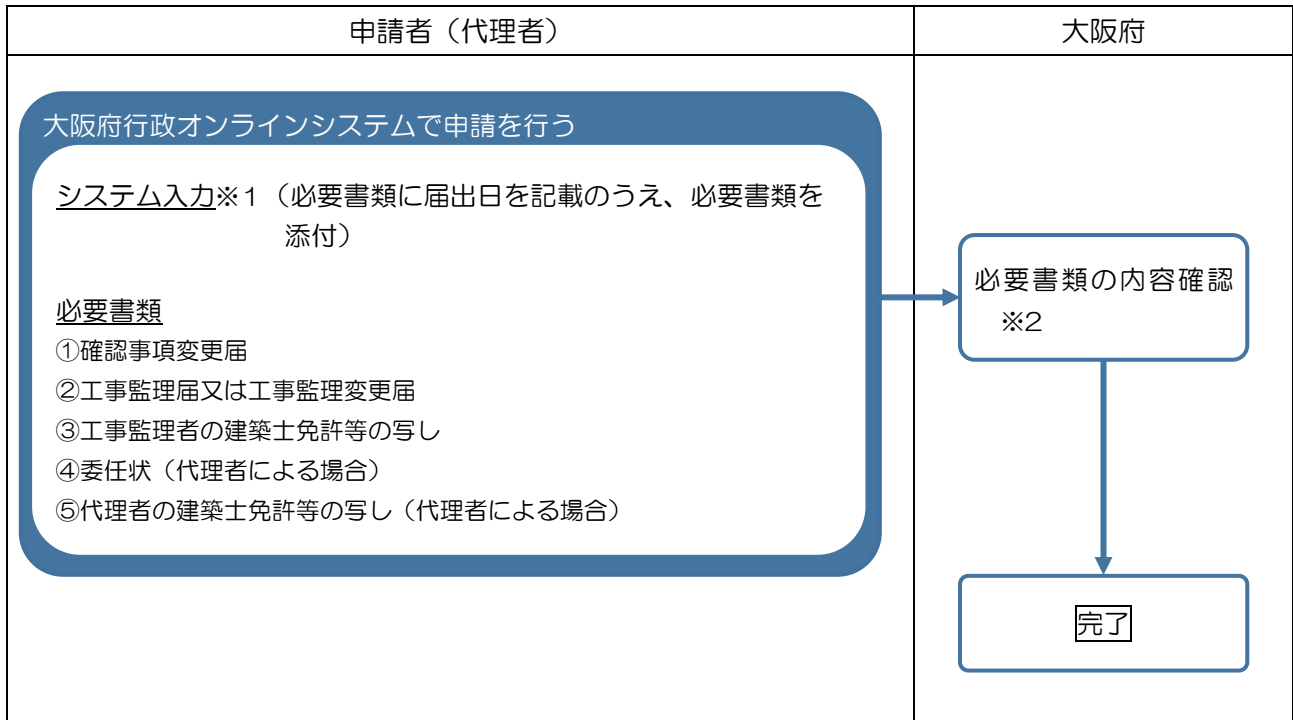 申請者（代理者）
大阪府
大阪府行政オンラインシステムで申請を行う
システム入力※１（必要書類に届出日を記載のうえ、必要書類を
添付）
必要書類
①確認事項変更届
②工事監理届又は工事監理変更届
③工事監理者の建築士免許等の写し
④委任状（代理者による場合）
⑤代理者の建築士免許等の写し（代理者による場合）
必要書類の内容確認
※2
完了